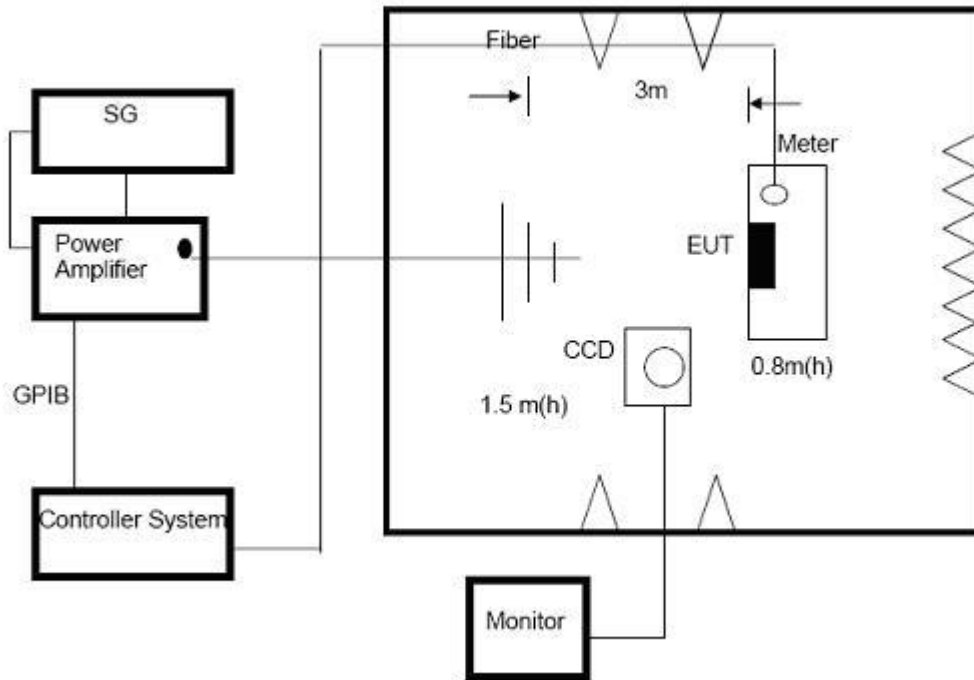 Fiber
3m
SG
Meter
Power
Amplifier
EUT
CCD
0.8m(h)
GPIB
1.5 m(h)
Controller System
Monitor